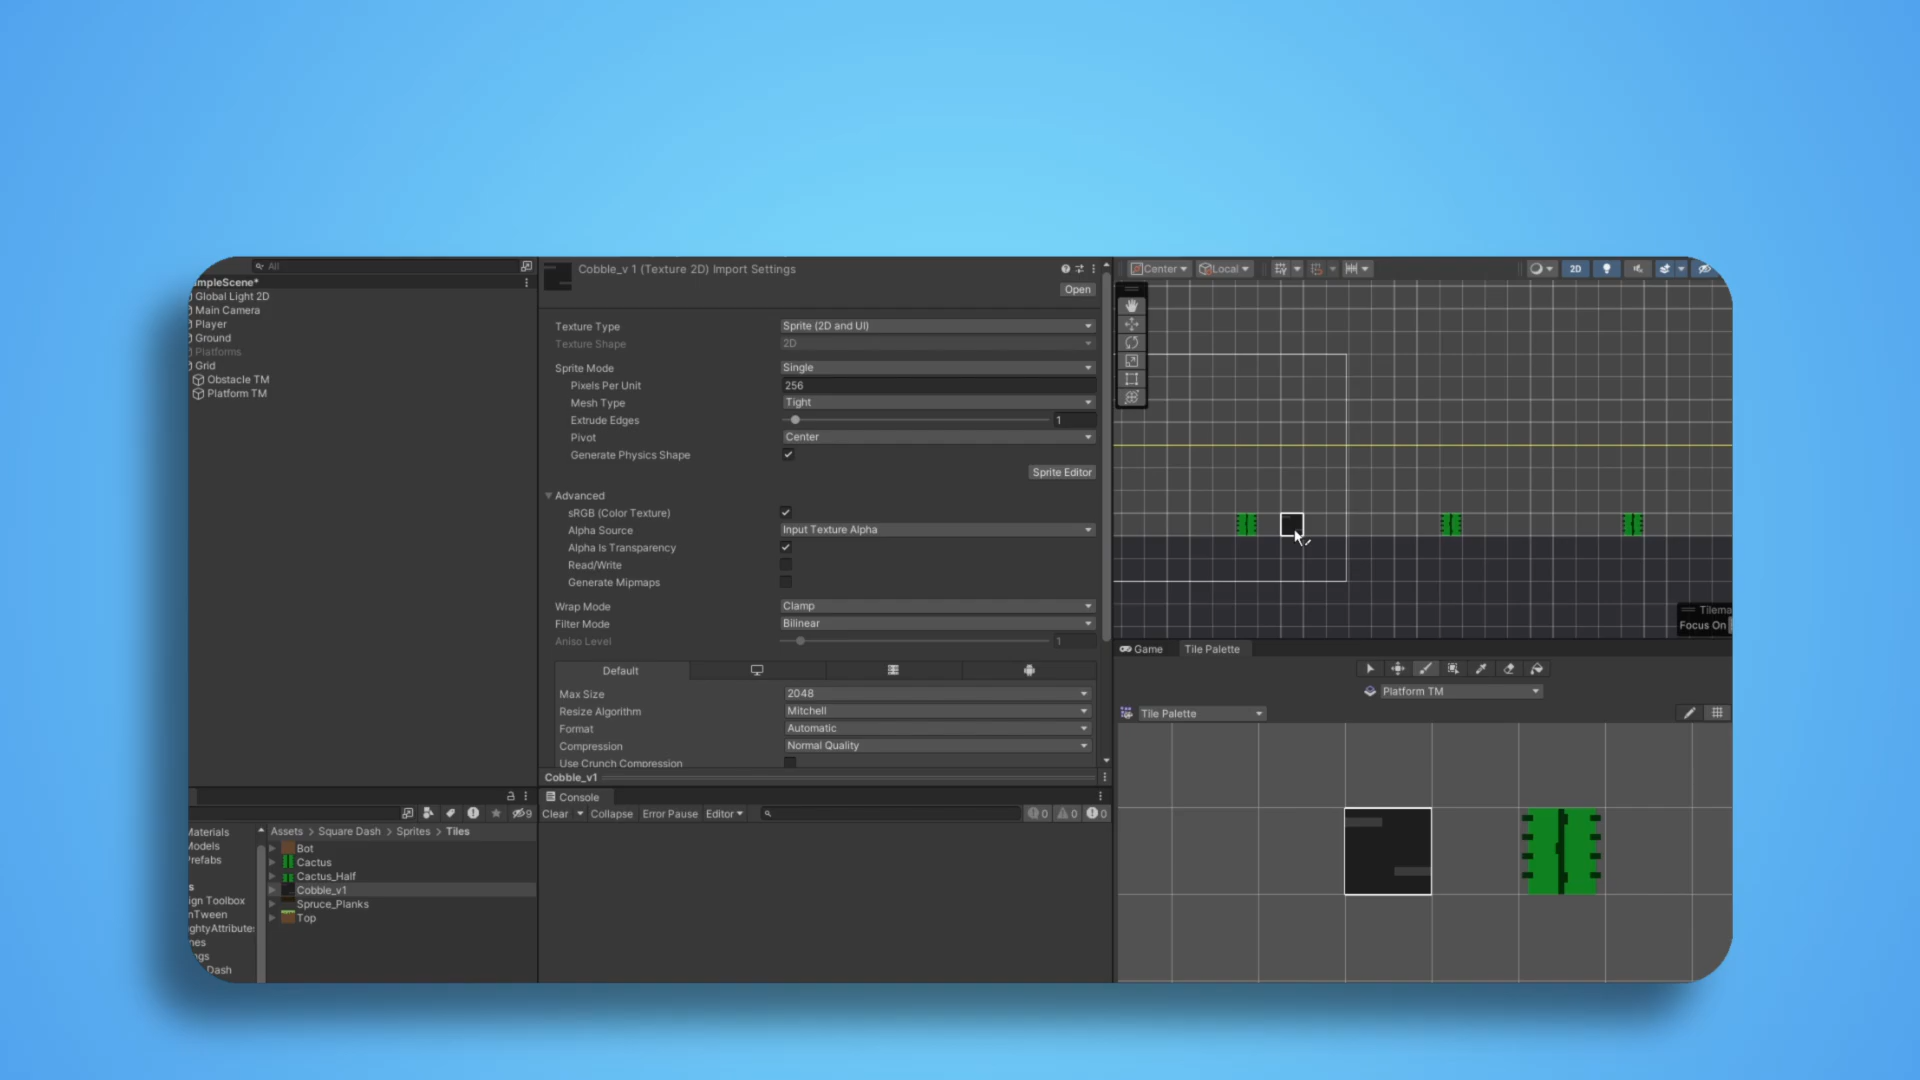 All
impleScene*
Global Light 2D
Main Camera
Player
Ground
Platforms
Grid
Obstacle TM
Platform TM
Cobble_v 1 (Texture 2D) Import Settings
Open
Texture Type Sprite (2D and UI)
Texture Shape 2D
Sprite Mode Single
Pixels Per Unit 256
Mesh Type Tight
Extrude Edges 1
Pivot Center
Generate Physics Shape
Sprite Editor
Advanced
sRGB (Color Texture)
Alpha Source Input Texture Alpha
Alpha Is Transparency
Read/Write
Generate Mipmaps
Wrap Mode Clamp
Filter Mode Bilinear
Aniso Level 1
Default
Max Size 2048
Resize Algorithm Mitchell
Format Automatic
Compression Normal Quality
Use Crunch Compression
Cobble_v1
Center Local 2D
Tilema
Focus On
Game Tile Palette
Platform TM
Tile Palette
9
laterials
Models
Prefabs
s
ign Toolbox
nTween
ghtyAttribute
nes
ngs
Dash
Assets > Square Dash > Sprites > Tiles
Bot
Cactus
Cactus_Half
Cobble_v1
Spruce_Planks
Top
Console
Clear Collapse Error Pause Editor 0 0 0